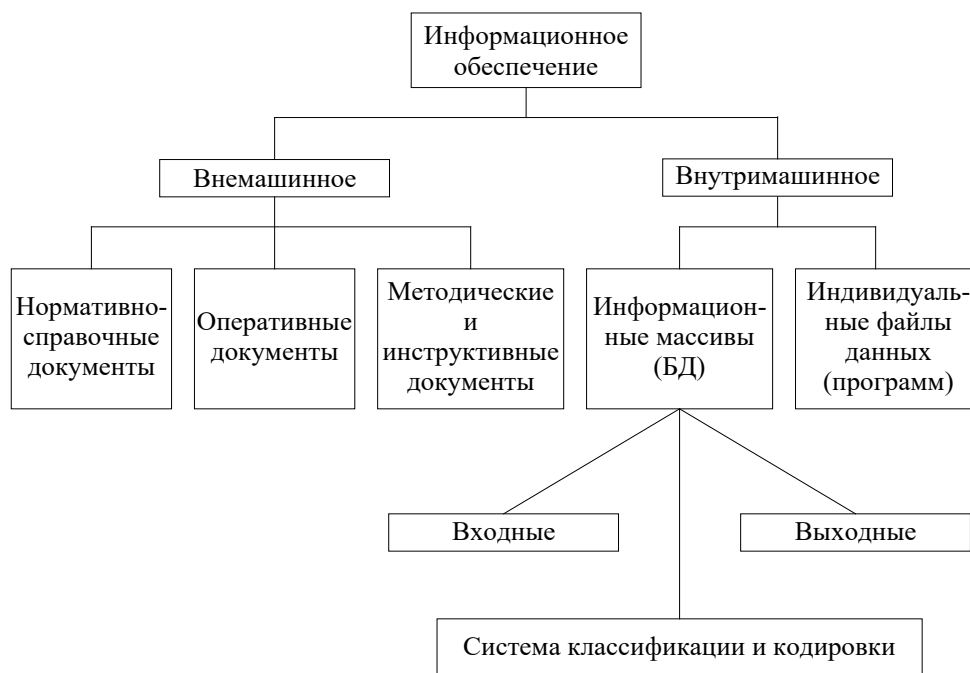 Информационное
обеспечение
Внемашинное
Внутримашинное
Нормативно-
справочные
документы
Оперативные
документы
Методические
и
инструктивные
документы
Информацион-
ные массивы
(БД)
Индивидуаль-
ные файлы
данных
(программ)
Входные
Выходные
Система классификации и кодировки